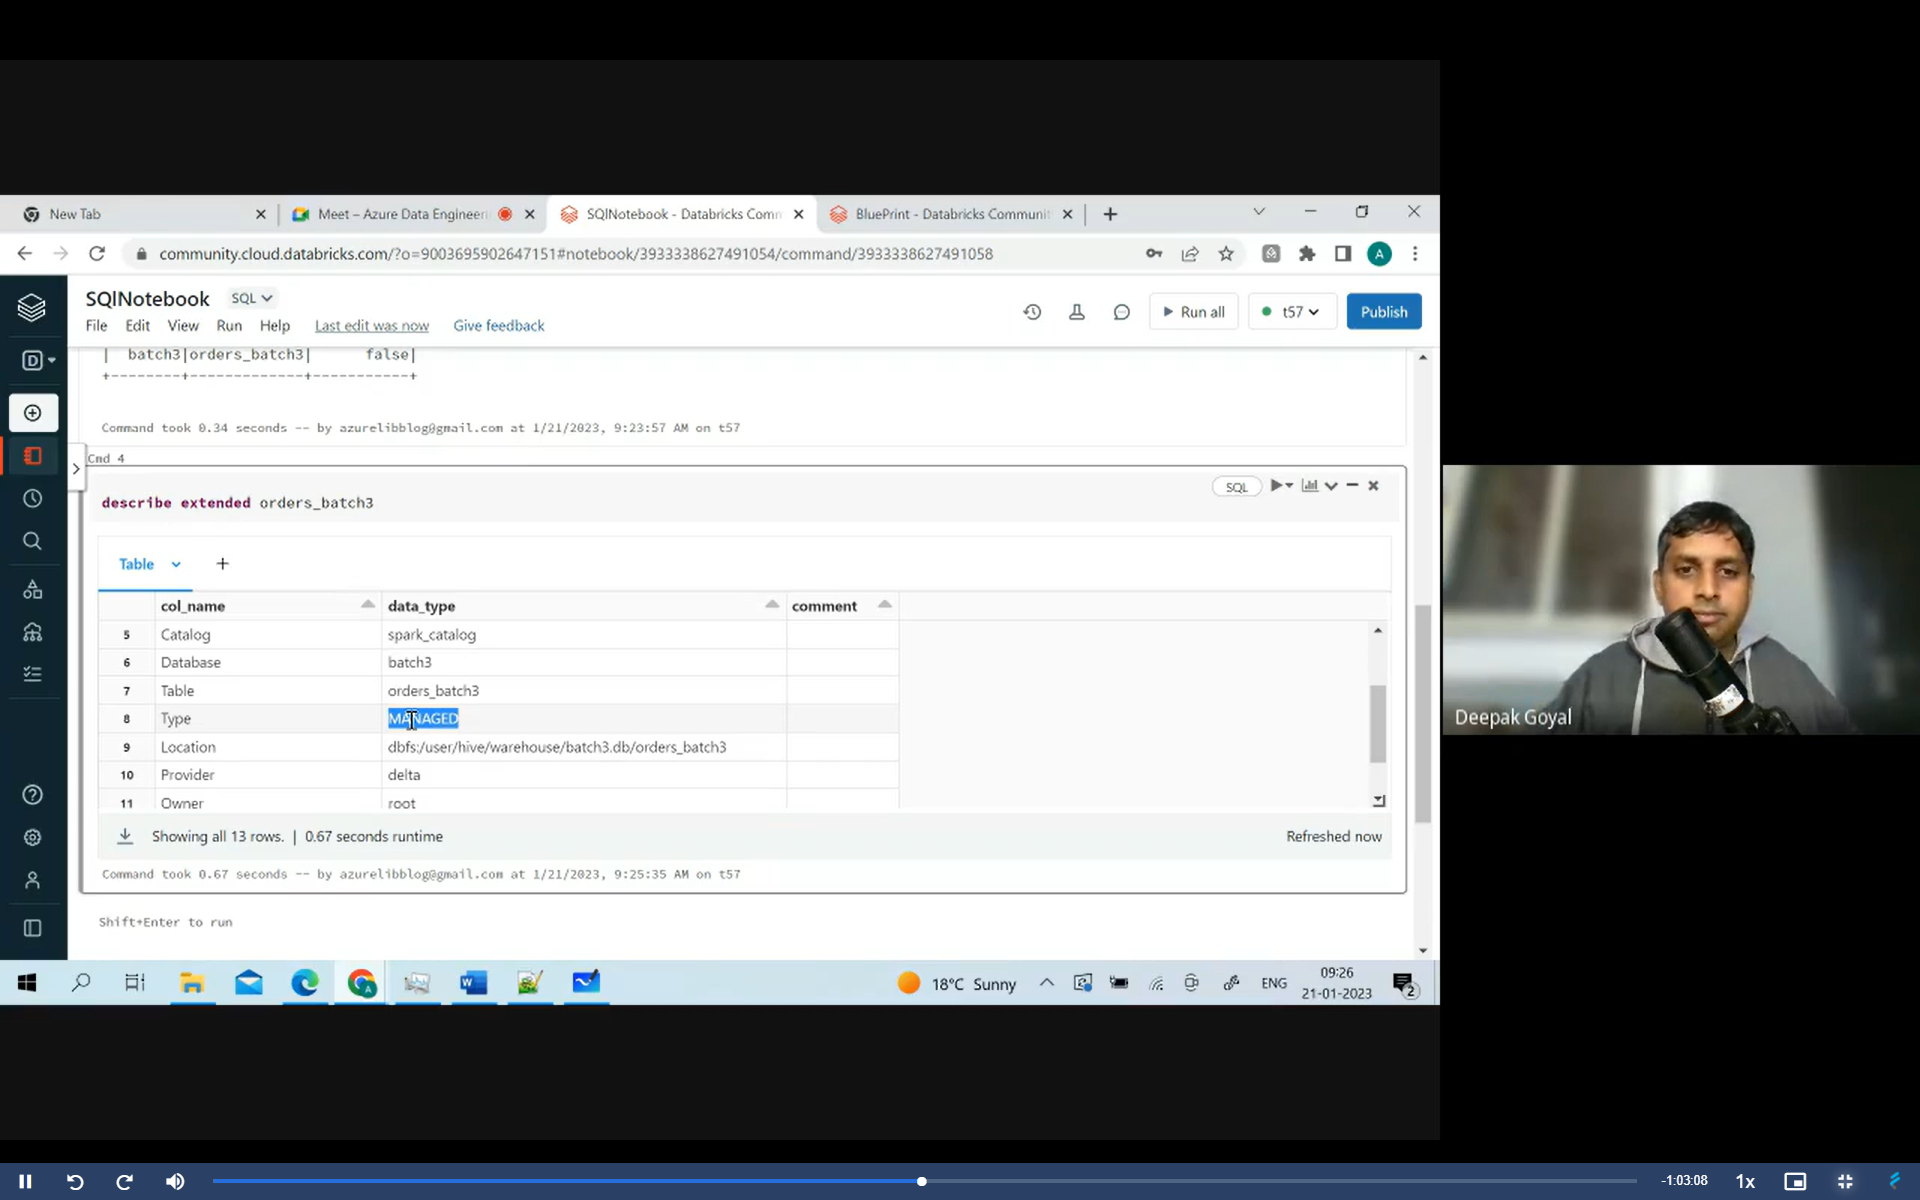 New Tab
Meet – Azure Data Engineeri
SQlNotebook - Databricks Comm
BluePrint - Databricks Communit
community.cloud.databricks.com/?o=9003695902647151#notebook/3933338627491054/command/3933338627491058
A
SQlNotebook SQL
File Edit View Run Help Last edit was now Give feedback
Run all t57 Publish
D
| batch3|orders_batch3| false|
+--------+-------------+-----------+
Command took 0.34 seconds -- by azurelibblog@gmail.com at 1/21/2023, 9:23:57 AM on t57
Cmd 4
SQL
describe extended orders_batch3
Table +
col_name data_type comment
5 Catalog spark_catalog
6 Database batch3
7 Table orders_batch3
8 Type MANAGED
9 Location dbfs:/user/hive/warehouse/batch3.db/orders_batch3
10 Provider delta
11 Owner root
Showing all 13 rows. | 0.67 seconds runtime Refreshed now
Command took 0.67 seconds -- by azurelibblog@gmail.com at 1/21/2023, 9:25:35 AM on t57
Shift+Enter to run
Deepak Goyal
18°C Sunny ENG 09:26
21-01-2023
2
-1:03:08 1x